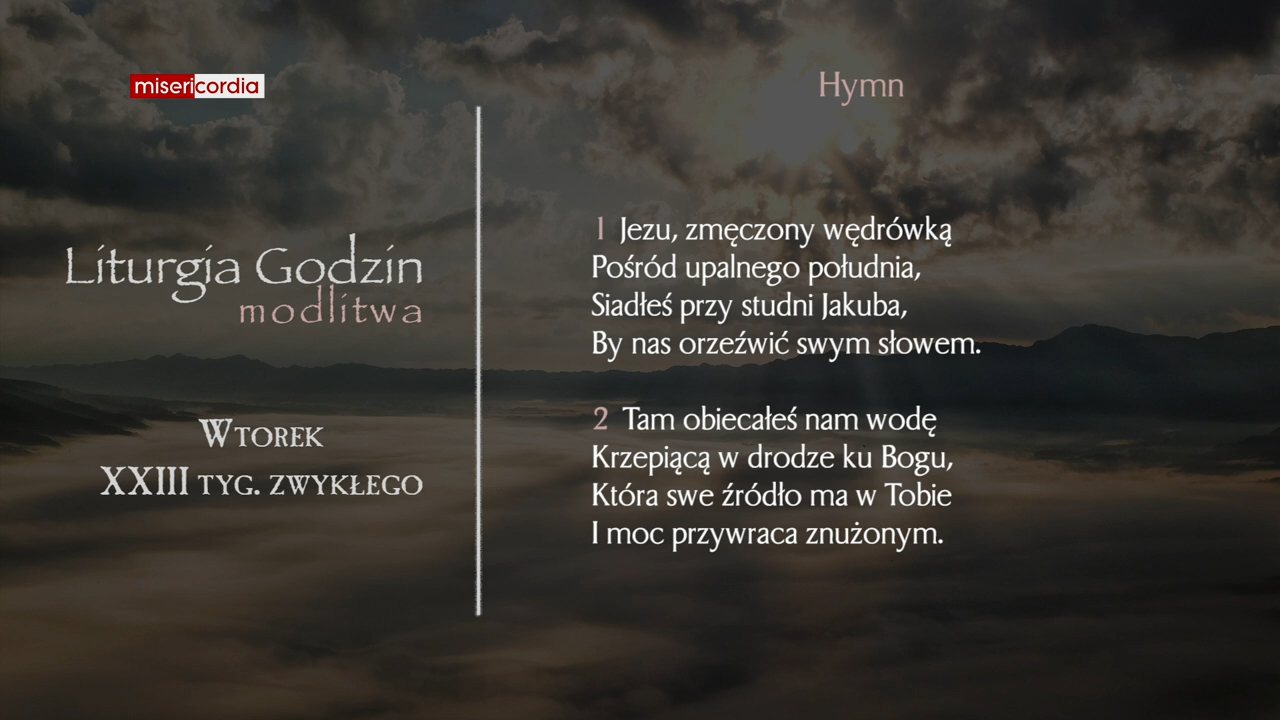 misericordia
Liturgia Godzin
modlitwa
Wtorek
XXIII tyg. zwykłego
Hymn
1 Jezu, zmęczony wędrówką
Pośród upalnego południa,
Siadłeś przy studni Jakuba,
By nas orzeźwić swym słowem.
2 Tam obiecałeś nam wodę
Krzepiącą w drodze ku Bogu,
Która swe źródło ma w Tobie
I moc przywraca znużonym.